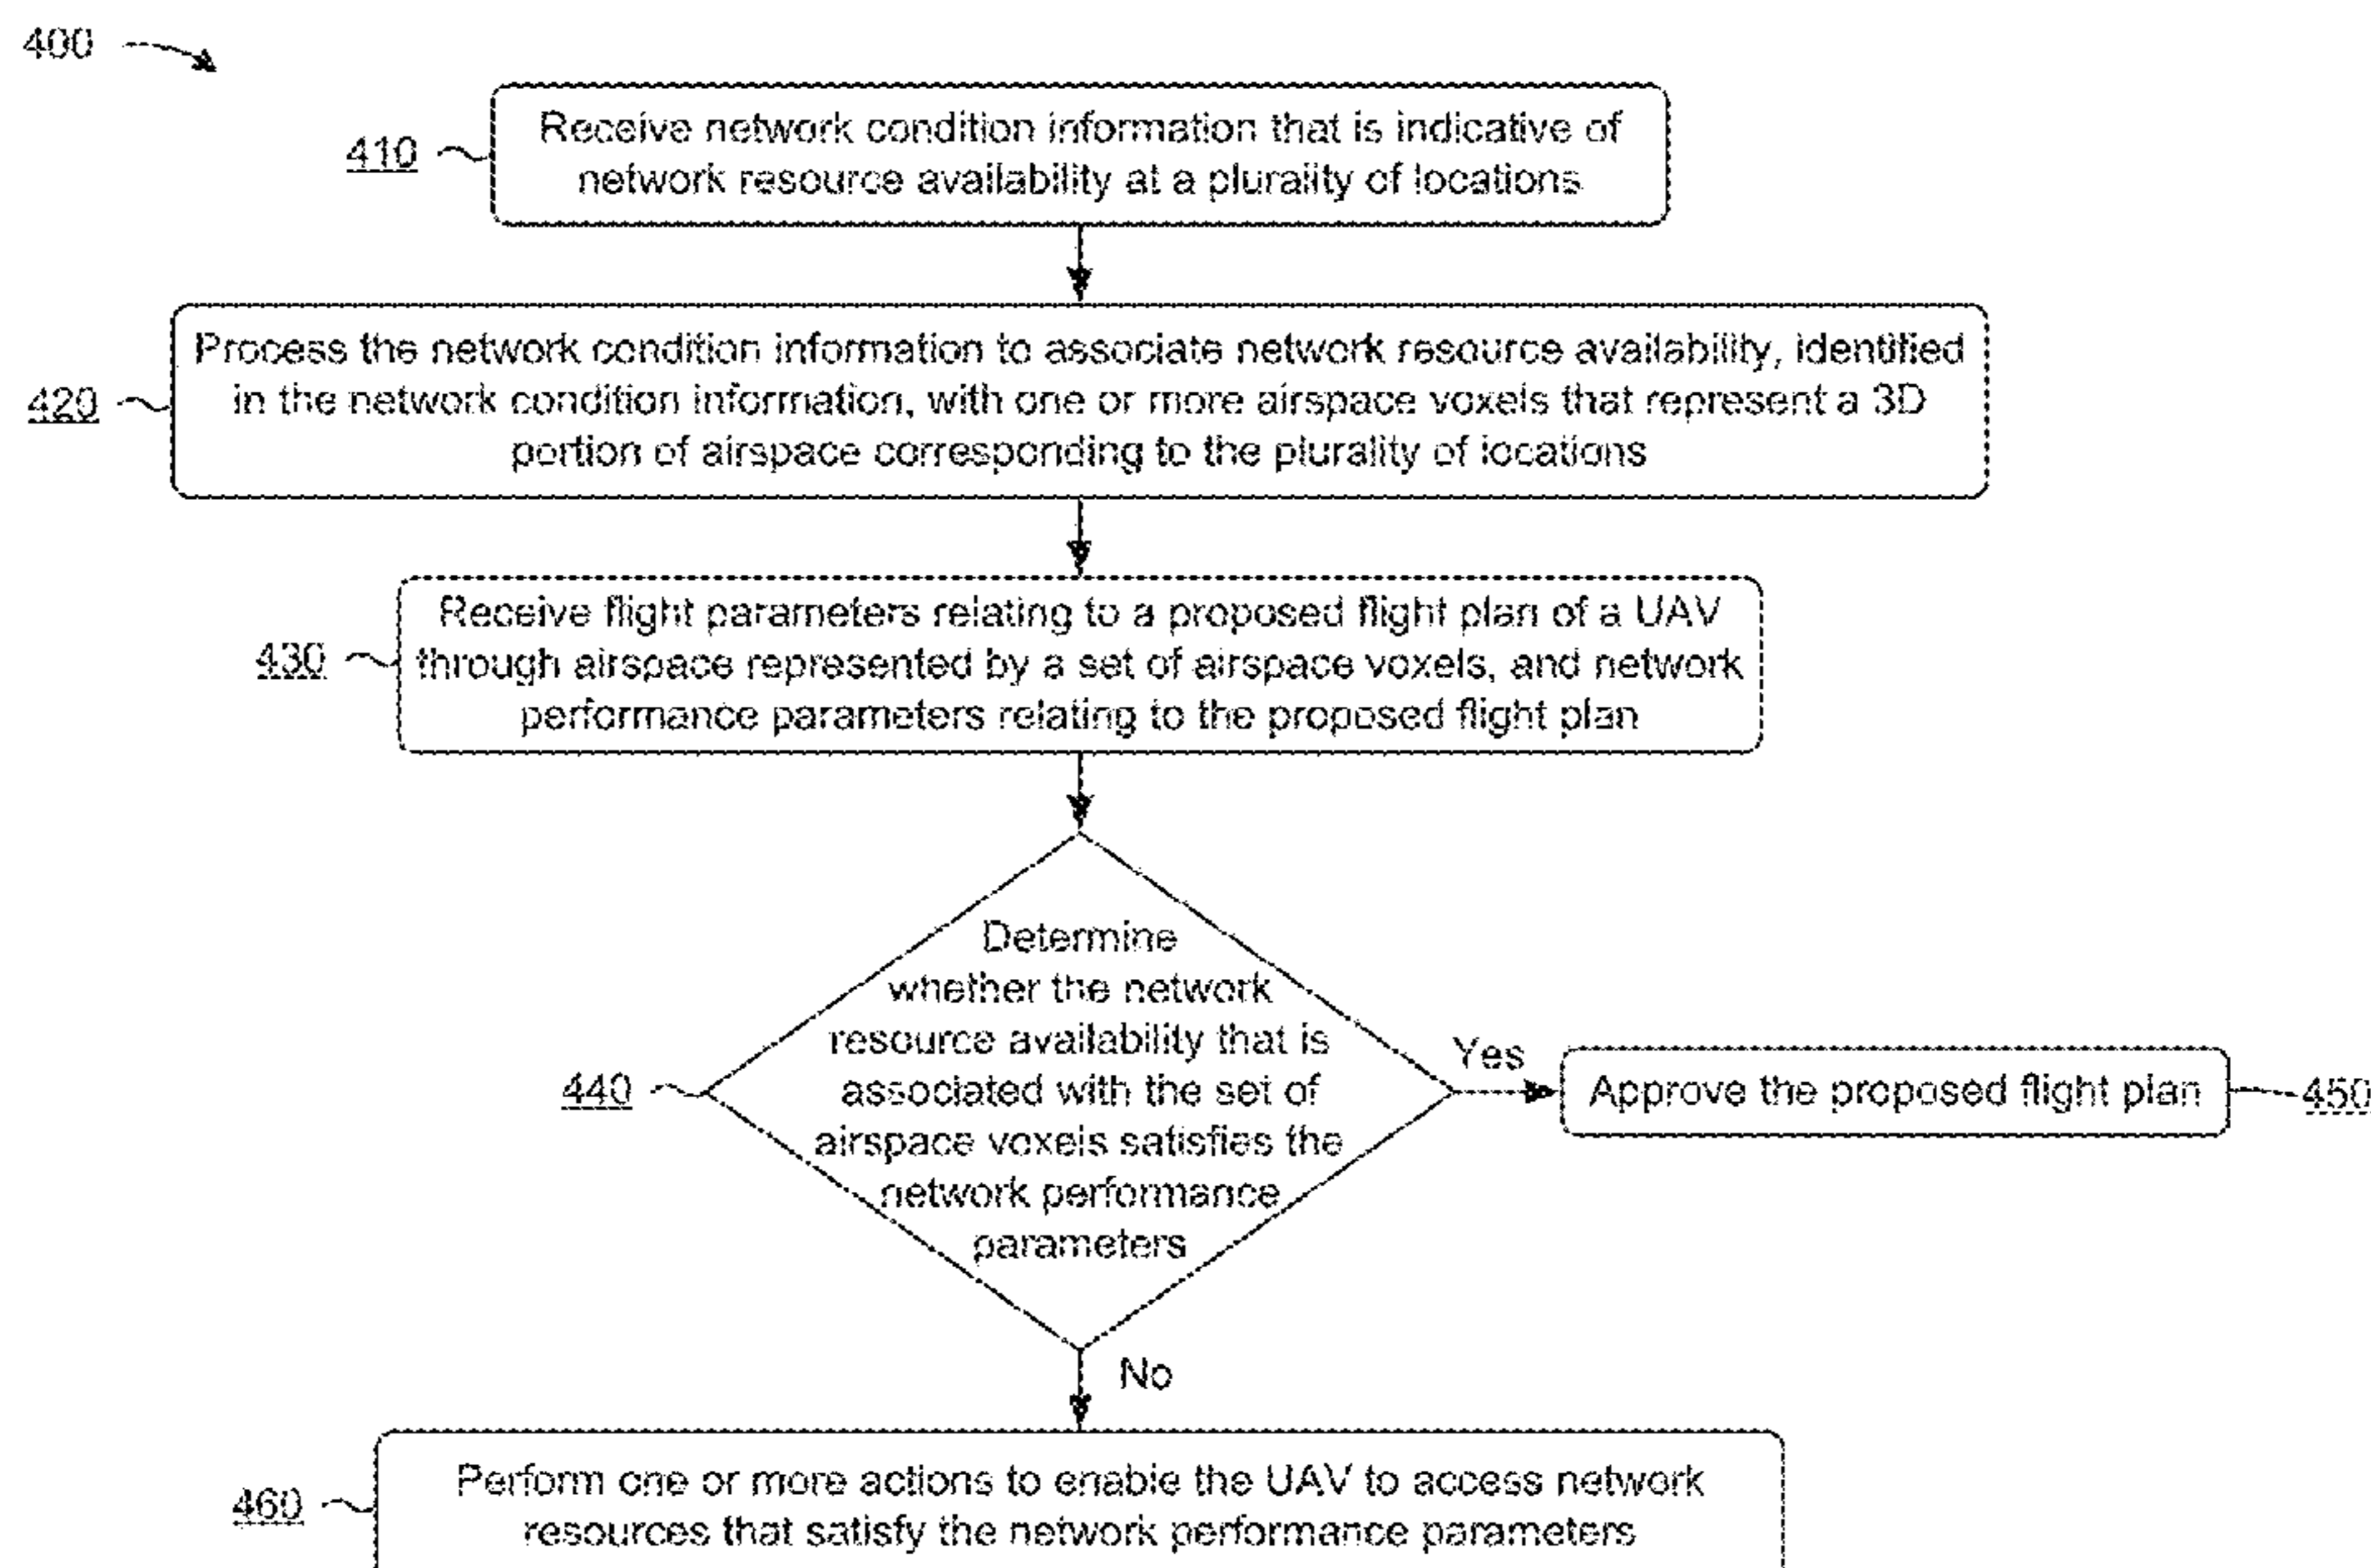 400
410
Receive network condition information that is indicative of
network resource availability at a plurality of locations
420
Process the network condition information to associate network resource availability, identified
in the network condition information, with one or more airspace voxels that represent a 3D
portion of airspace corresponding to the plurality of locations
430
Receive flight parameters relating to a proposed flight plan of a UAV
through airspace represented by a set of airspace voxels, and network
performance parameters relating to the proposed flight plan
440
Determine
whether the network
resource availability that is
associated with the set of
airspace voxels satisfies the
network performance
parameters
Yes
Approve the proposed flight plan
450
No
460
Perform one or more actions to enable the UAV to access network
resources that satisfy the network performance parameters